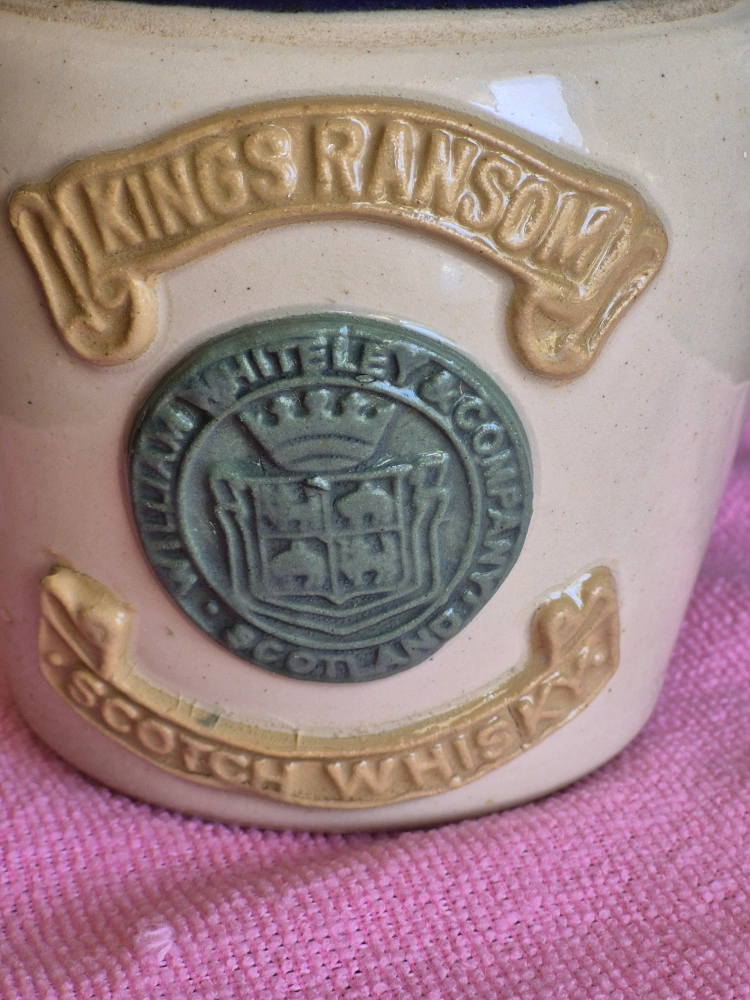 KINGS RANSOM
WILLIAM WHITELEY & COMPANY
· SCOTLAND ·
· SCOTCH WHISKY ·